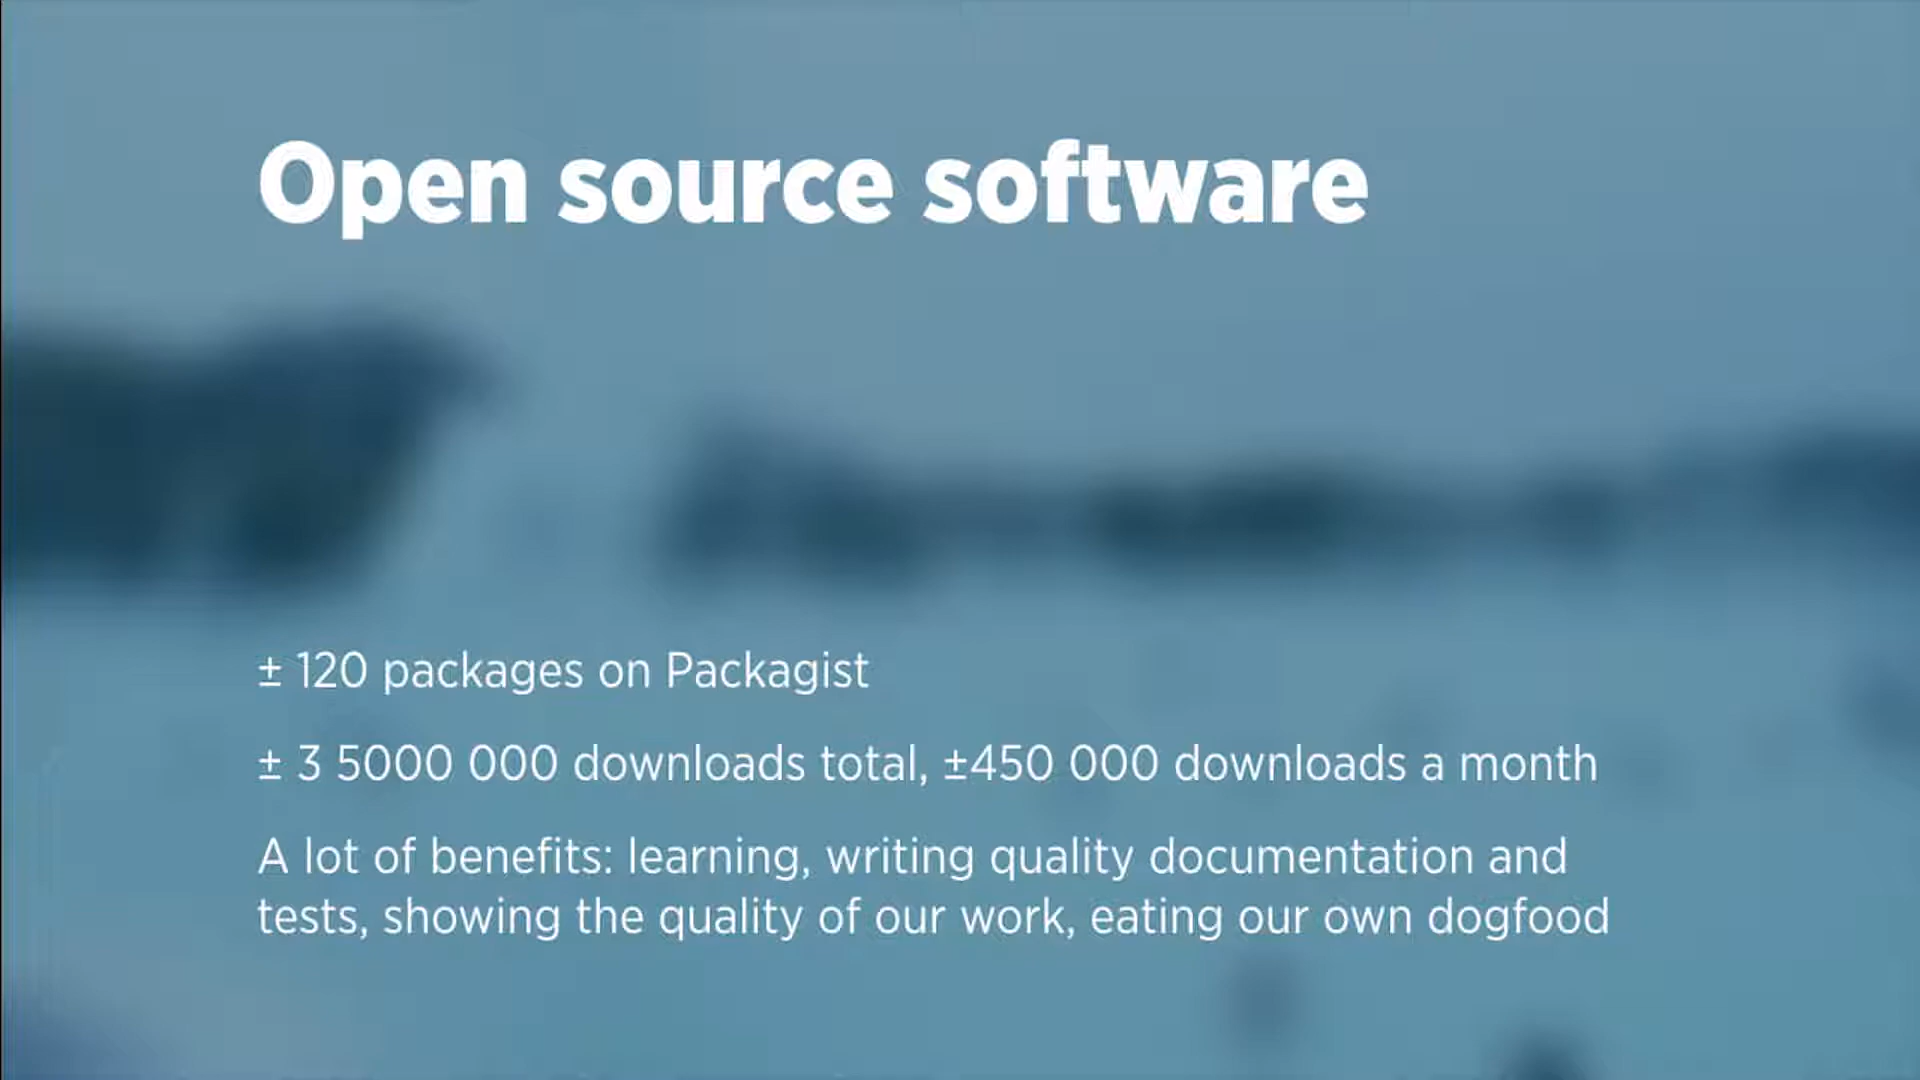 Open source software
± 120 packages on Packagist
± 3 5000 000 downloads total, ±450 000 downloads a month
A lot of benefits: learning, writing quality documentation and
tests, showing the quality of our work, eating our own dogfood